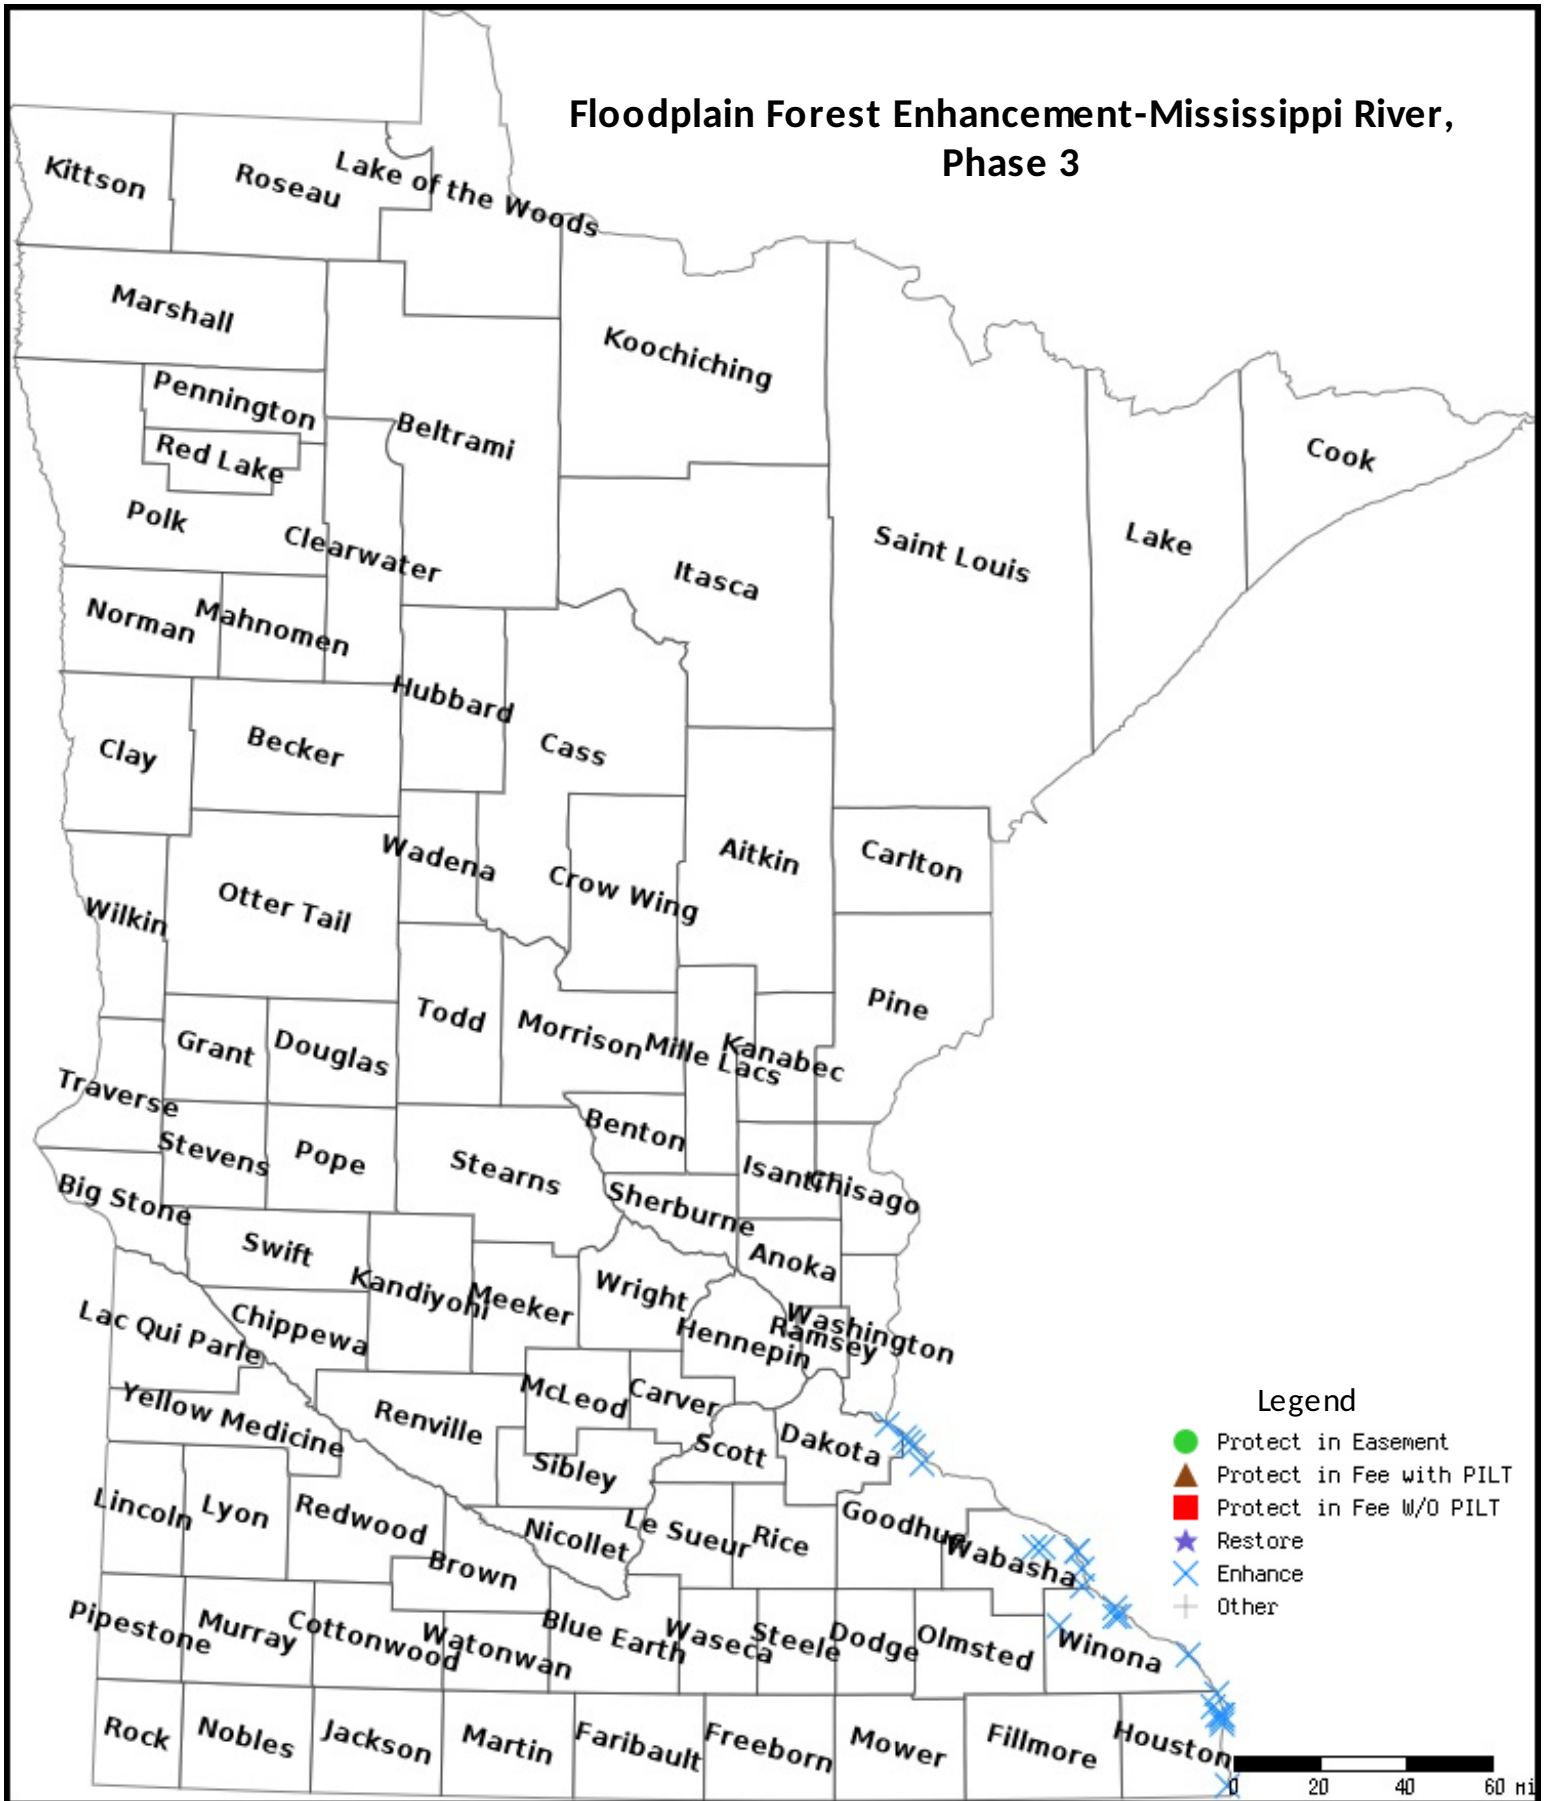 Floodplain Forest Enhancement-Mississippi River,
Phase 3
Kittson
Roseau
Lake of the Woods
Marshall
Koochiching
Pennington
Beltrami
Red Lake
Cook
Polk
Clearwater
Saint Louis
Lake
Itasca
Norman
Mahnomen
Hubbard
Clay
Becker
Cass
Wadena
Aitkin
Carlton
Otter Tail
Crow Wing
Wilkin
Pine
Todd
Morrison
Grant
Douglas
Mille Lacs
Kanabec
Traverse
Benton
Stevens
Pope
Stearns
Isanti
Chisago
Big Stone
Sherburne
Swift
Anoka
Kandiyohi
Meeker
Wright
Lac Qui Parle
Chippewa
Washington
Ramsey
Hennepin
McLeod
Carver
Yellow Medicine
Renville
Scott
Dakota
Sibley
Lincoln
Lyon
Redwood
Nicollet
Le Sueur
Rice
Goodhue
Wabasha
Brown
Pipestone
Murray
Cottonwood
Watonwan
Blue Earth
Waseca
Steele
Dodge
Olmsted
Winona
Rock
Nobles
Jackson
Martin
Faribault
Freeborn
Mower
Fillmore
Houston
Legend
Protect in Easement
Protect in Fee with PILT
Protect in Fee W/O PILT
Restore
Enhance
Other
0 20 40 60 mi